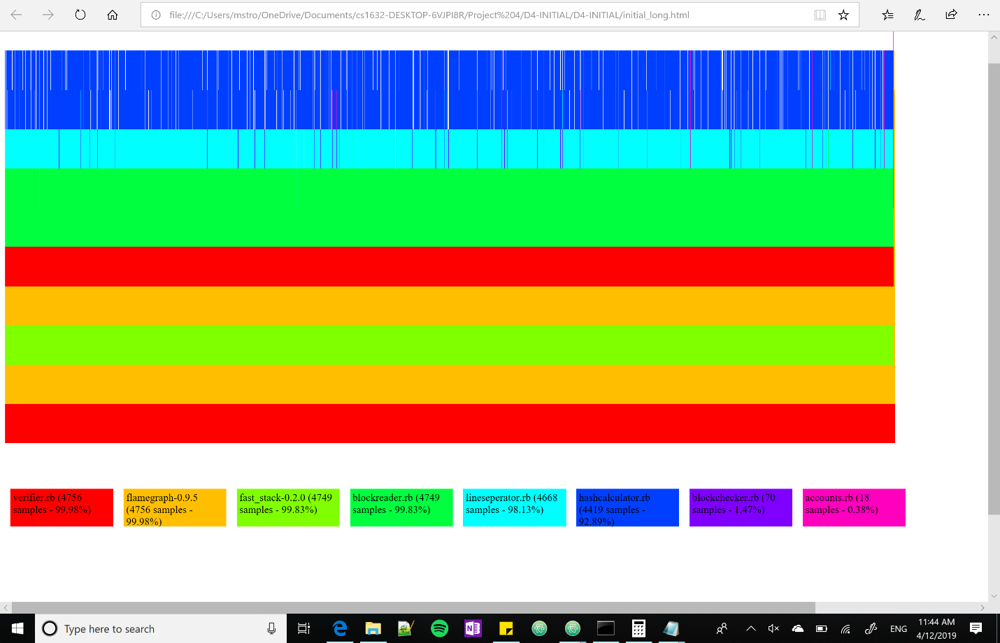 file:///C:/Users/mstro/OneDrive/Documents/cs1632-DESKTOP-6VJPI8R/Project%204/D4-INITIAL/D4-INITIAL/initial_long.html
verifier.rb (4756
samples - 99.98%)
flamegraph-0.9.5
(4756 samples -
99.98%)
fast_stack-0.2.0 (4749
samples - 99.83%)
blockreader.rb (4749
samples - 99.83%)
lineseperator.rb (4668
samples - 98.13%)
hashcalculator.rb
(4419 samples -
92.89%)
blockchecker.rb (70
samples - 1.47%)
accounts.rb (18
samples - 0.38%)
Type here to search
ENG
11:44 AM
4/12/2019